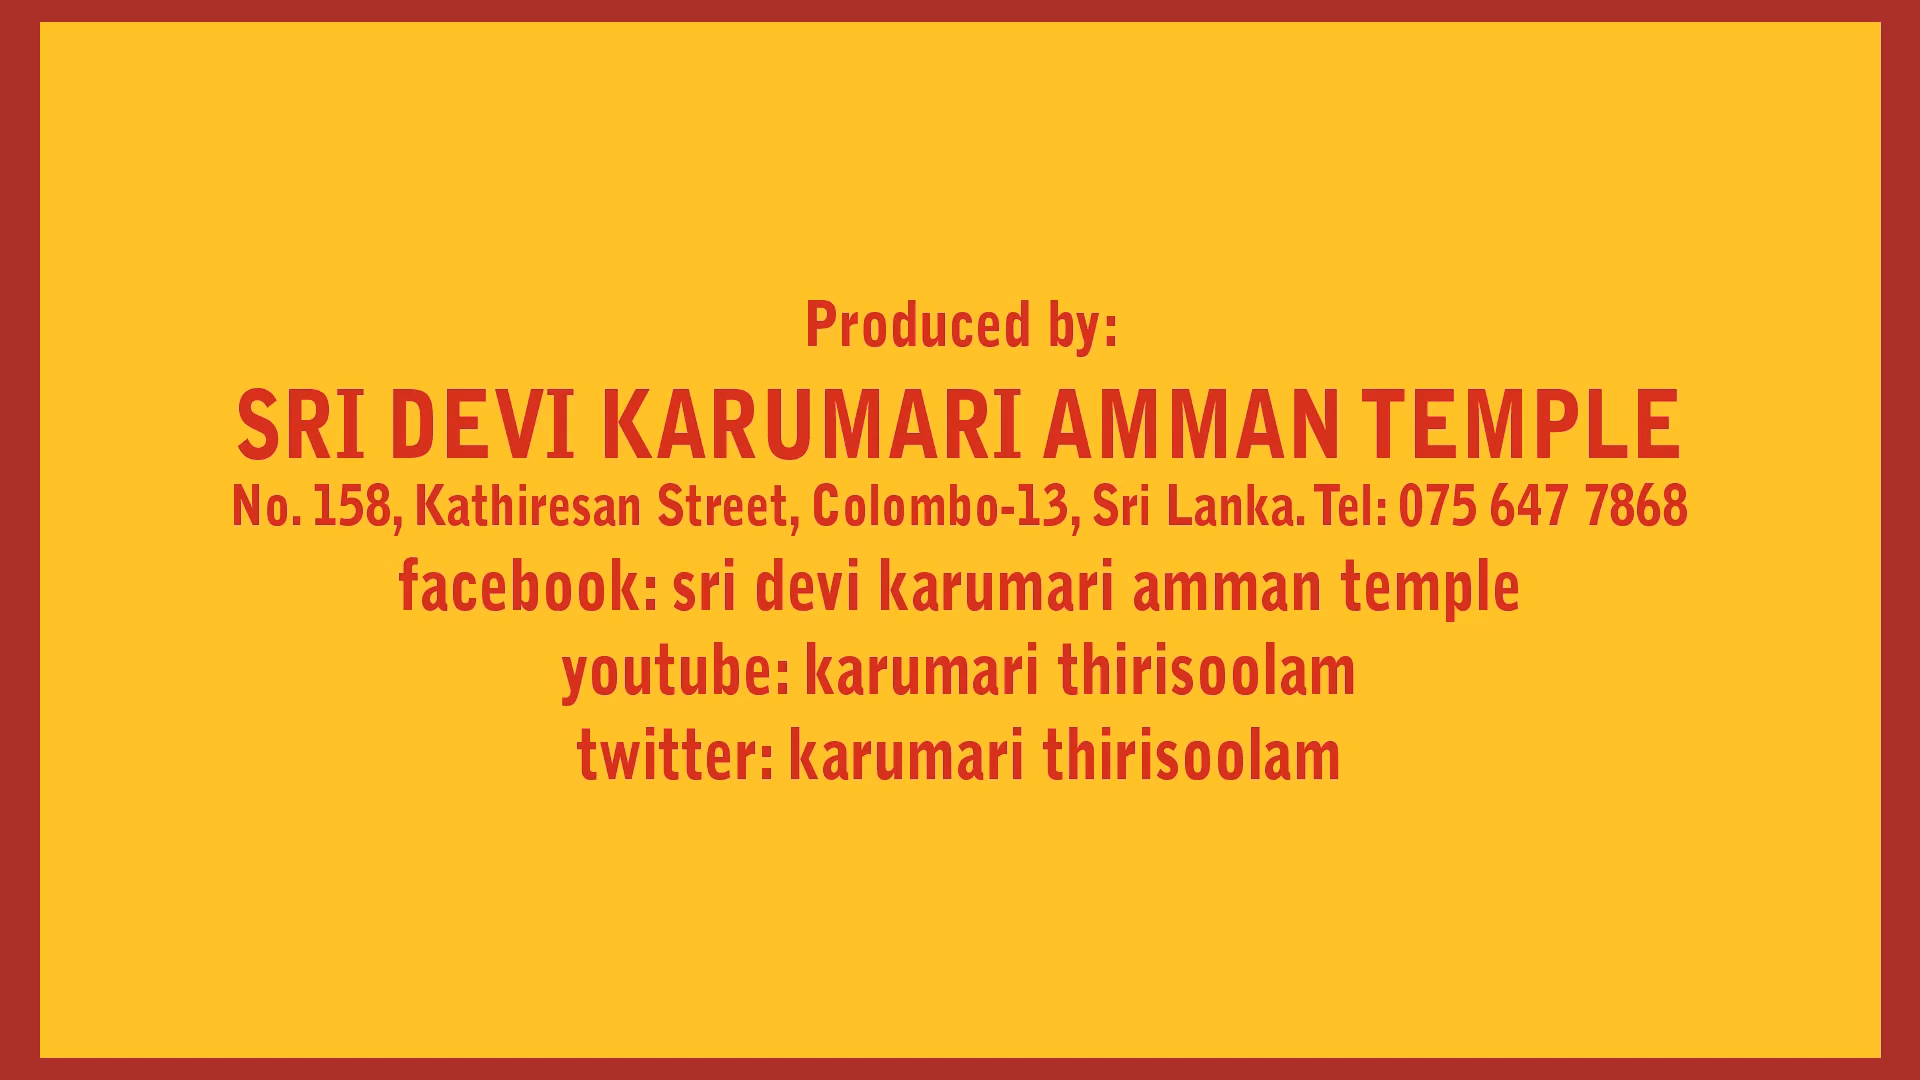 Produced by:
SRI DEVI KARUMARI AMMAN TEMPLE
No. 158, Kathiresan Street, Colombo-13, Sri Lanka. Tel: 075 647 7868
facebook: sri devi karumari amman temple
youtube: karumari thirisoolam
twitter: karumari thirisoolam